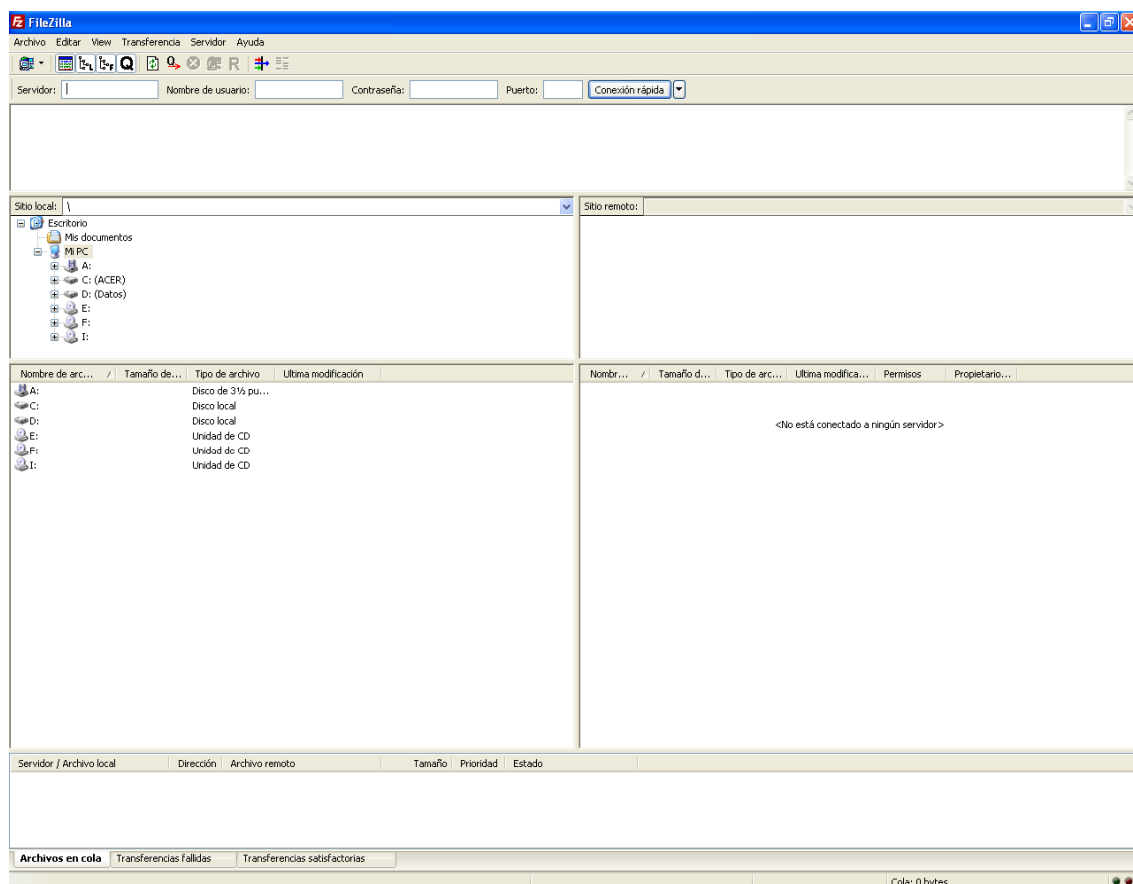 FileZilla
Archivo Editar View Transferencia Servidor Ayuda
Servidor: Nombre de usuario: Contraseña: Puerto: Conexión rápida
Sitio local: \
Escritorio
Mis documentos
Mi PC
A:
C: (ACER)
D: (Datos)
E:
F:
I:
Sitio remoto:
Nombre de arc... / Tamaño de... Tipo de archivo Ultima modificación
A: Disco de 3½ pu...
C: Disco local
D: Disco local
E: Unidad de CD
F: Unidad de CD
I: Unidad de CD
Nombr... / Tamaño d... Tipo de arc... Ultima modifica... Permisos Propietario...
<No está conectado a ningún servidor>
Servidor / Archivo local Dirección Archivo remoto Tamaño Prioridad Estado
Archivos en cola Transferencias fallidas Transferencias satisfactorias
Cola: 0 bytes